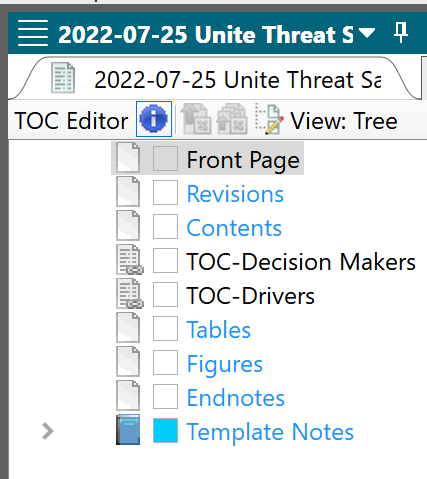 2022-07-25 Unite Threat S
2022-07-25 Unite Threat Sa
TOC Editor View: Tree
Front Page
Revisions
Contents
TOC-Decision Makers
TOC-Drivers
Tables
Figures
Endnotes
Template Notes